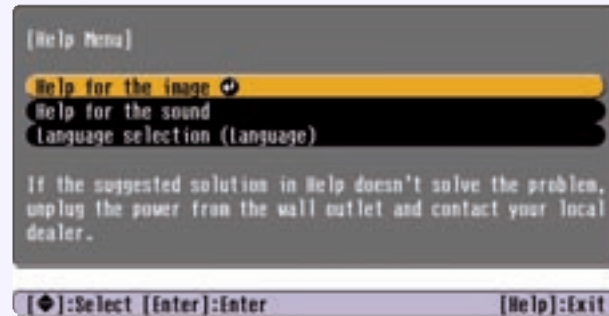 [Help Menu]
Help for the image
Help for the sound
Language selection (Language)
If the suggested solution in Help doesn't solve the problem,
unplug the power from the wall outlet and contact your local
dealer.
[◆]:Select [Enter]:Enter [Help]:Exit